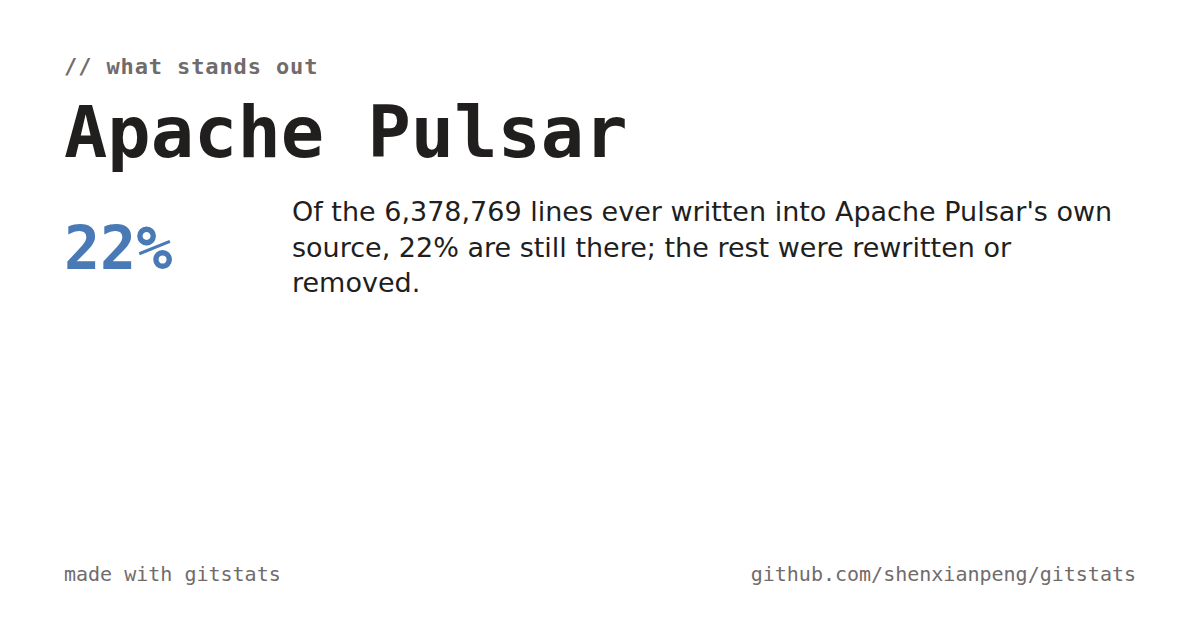 // what stands out
Apache Pulsar
22%
Of the 6,378,769 lines ever written into Apache Pulsar's own
source, 22% are still there; the rest were rewritten or
removed.
made with gitstats
github.com/shenxianpeng/gitstats